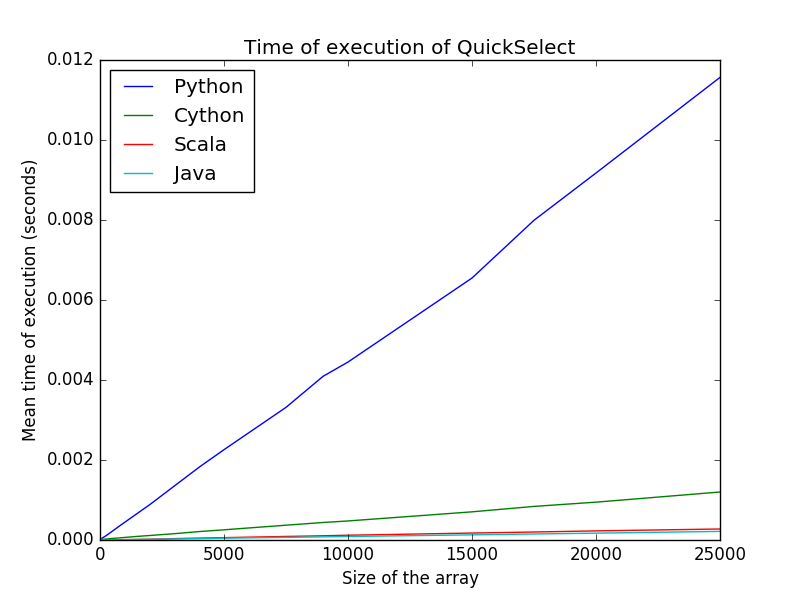 Time of execution of QuickSelect
0.012
0.010
0.008
0.006
0.004
0.002
0.000
Mean time of execution (seconds)
Python
Cython
Scala
Java
0 5000 10000 15000 20000 25000
Size of the array